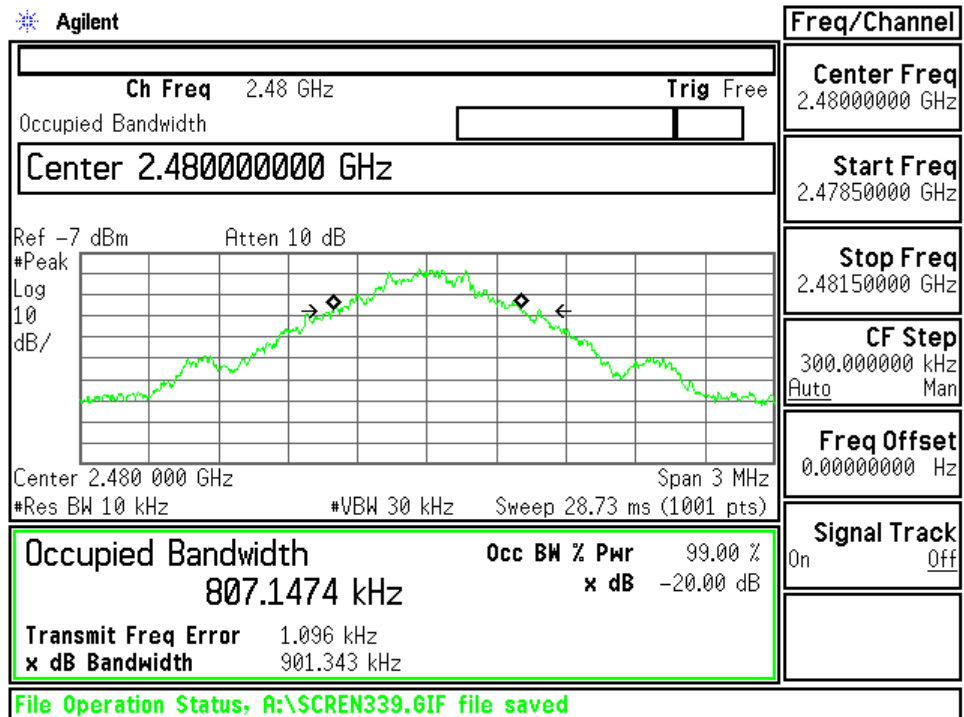 Agilent
Freq/Channel
Ch Freq 2.48 GHz Trig Free
Occupied Bandwidth
Center 2.480000000 GHz
Ref -7 dBm Atten 10 dB
#Peak
Log
10
dB/
Center 2.480 000 GHz Span 3 MHz
#Res BW 10 kHz #VBW 30 kHz Sweep 28.73 ms (1001 pts)
Occupied Bandwidth Occ BW % Pwr 99.00 %
807.1474 kHz x dB -20.00 dB
Transmit Freq Error 1.096 kHz
x dB Bandwidth 901.343 kHz
Center Freq
2.48000000 GHz
Start Freq
2.47850000 GHz
Stop Freq
2.48150000 GHz
CF Step
300.000000 kHz
Auto Man
Freq Offset
0.00000000 Hz
Signal Track
On Off
File Operation Status, A:\SCREN339.GIF file saved